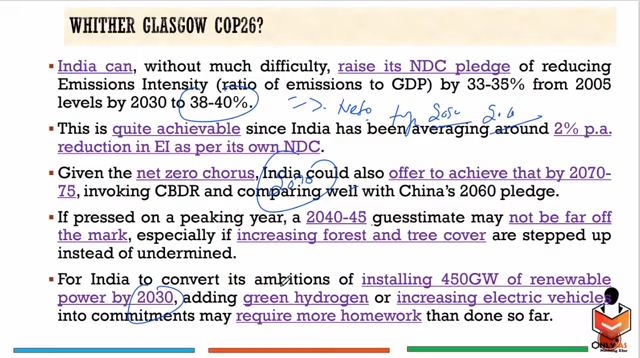 WHITHER GLASGOW COP26?
India can, without much difficulty, raise its NDC pledge of reducing
Emissions Intensity (ratio of emissions to GDP) by 33-35% from 2005
levels by 2030 to 38-40%.
This is quite achievable since India has been averaging around 2% p.a.
reduction in EI as per its own NDC.
Given the net zero chorus, India could also offer to achieve that by 2070-
75, invoking CBDR and comparing well with China's 2060 pledge.
2070
If pressed on a peaking year, a 2040-45 guesstimate may not be far off
the mark, especially if increasing forest and tree cover are stepped up
instead of undermined.
For India to convert its ambitions of installing 450GW of renewable
power by 2030, adding green hydrogen or increasing electric vehicles
into commitments may require more homework than done so far.